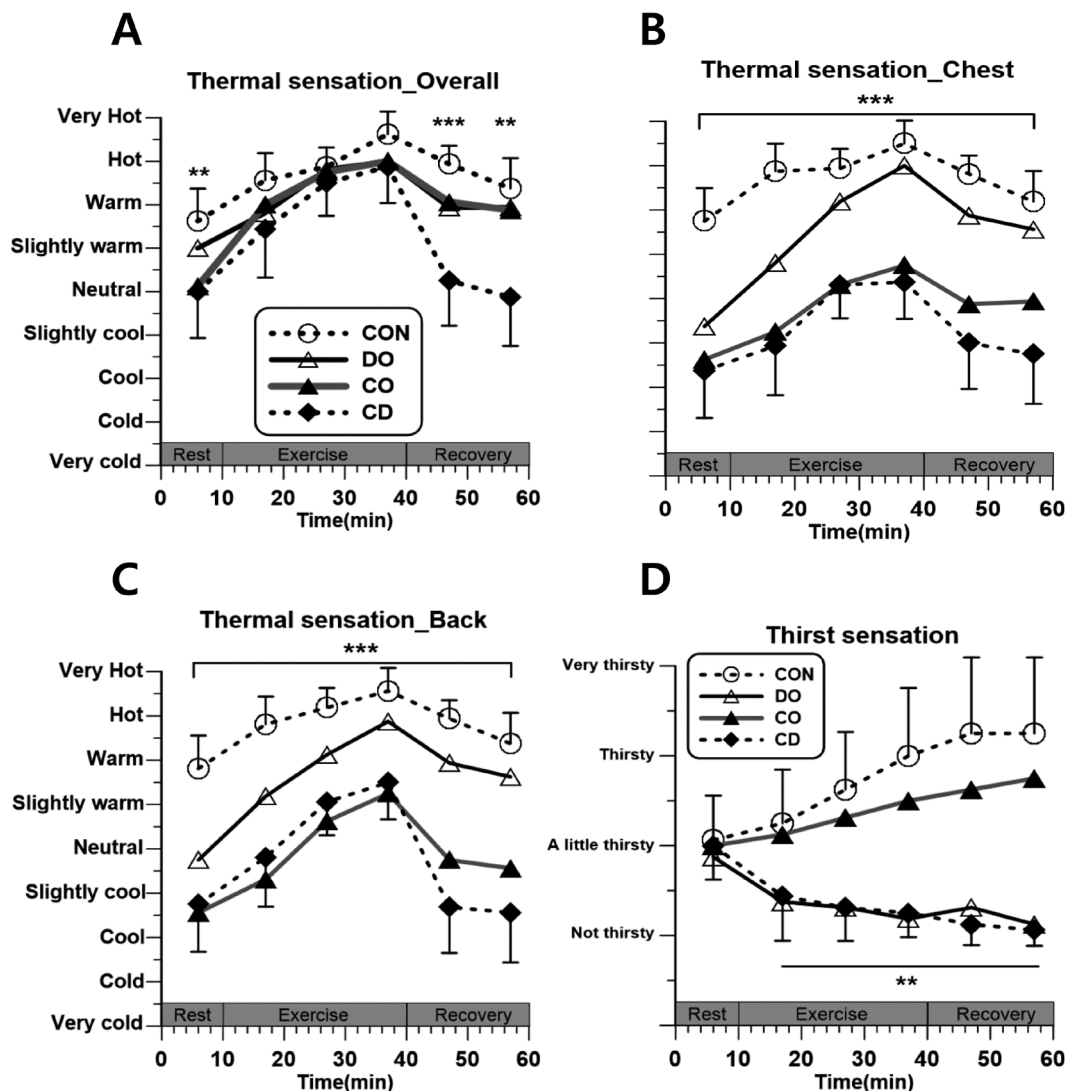 A
Thermal sensation_Overall
Very Hot
Hot
Warm
Slightly warm
Neutral
Slightly cool
Cool
Cold
Very cold
**
***
**
CON
DO
CO
CD
Rest
Exercise
Recovery
0 10 20 30 40 50 60
Time(min)
B
Thermal sensation_Chest
***
Rest
Exercise
Recovery
0 10 20 30 40 50 60
Time(min)
C
Thermal sensation_Back
***
Very Hot
Hot
Warm
Slightly warm
Neutral
Slightly cool
Cool
Cold
Very cold
Rest
Exercise
Recovery
0 10 20 30 40 50 60
Time(min)
D
Thirst sensation
Very thirsty
Thirsty
A little thirsty
Not thirsty
CON
DO
CO
CD
**
Rest
Exercise
Recovery
0 10 20 30 40 50 60
Time(min)